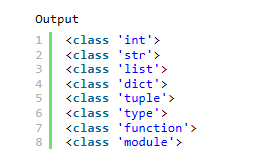 Output
1 <class 'int'>
2 <class 'str'>
3 <class 'list'>
4 <class 'dict'>
5 <class 'tuple'>
6 <class 'type'>
7 <class 'function'>
8 <class 'module'>